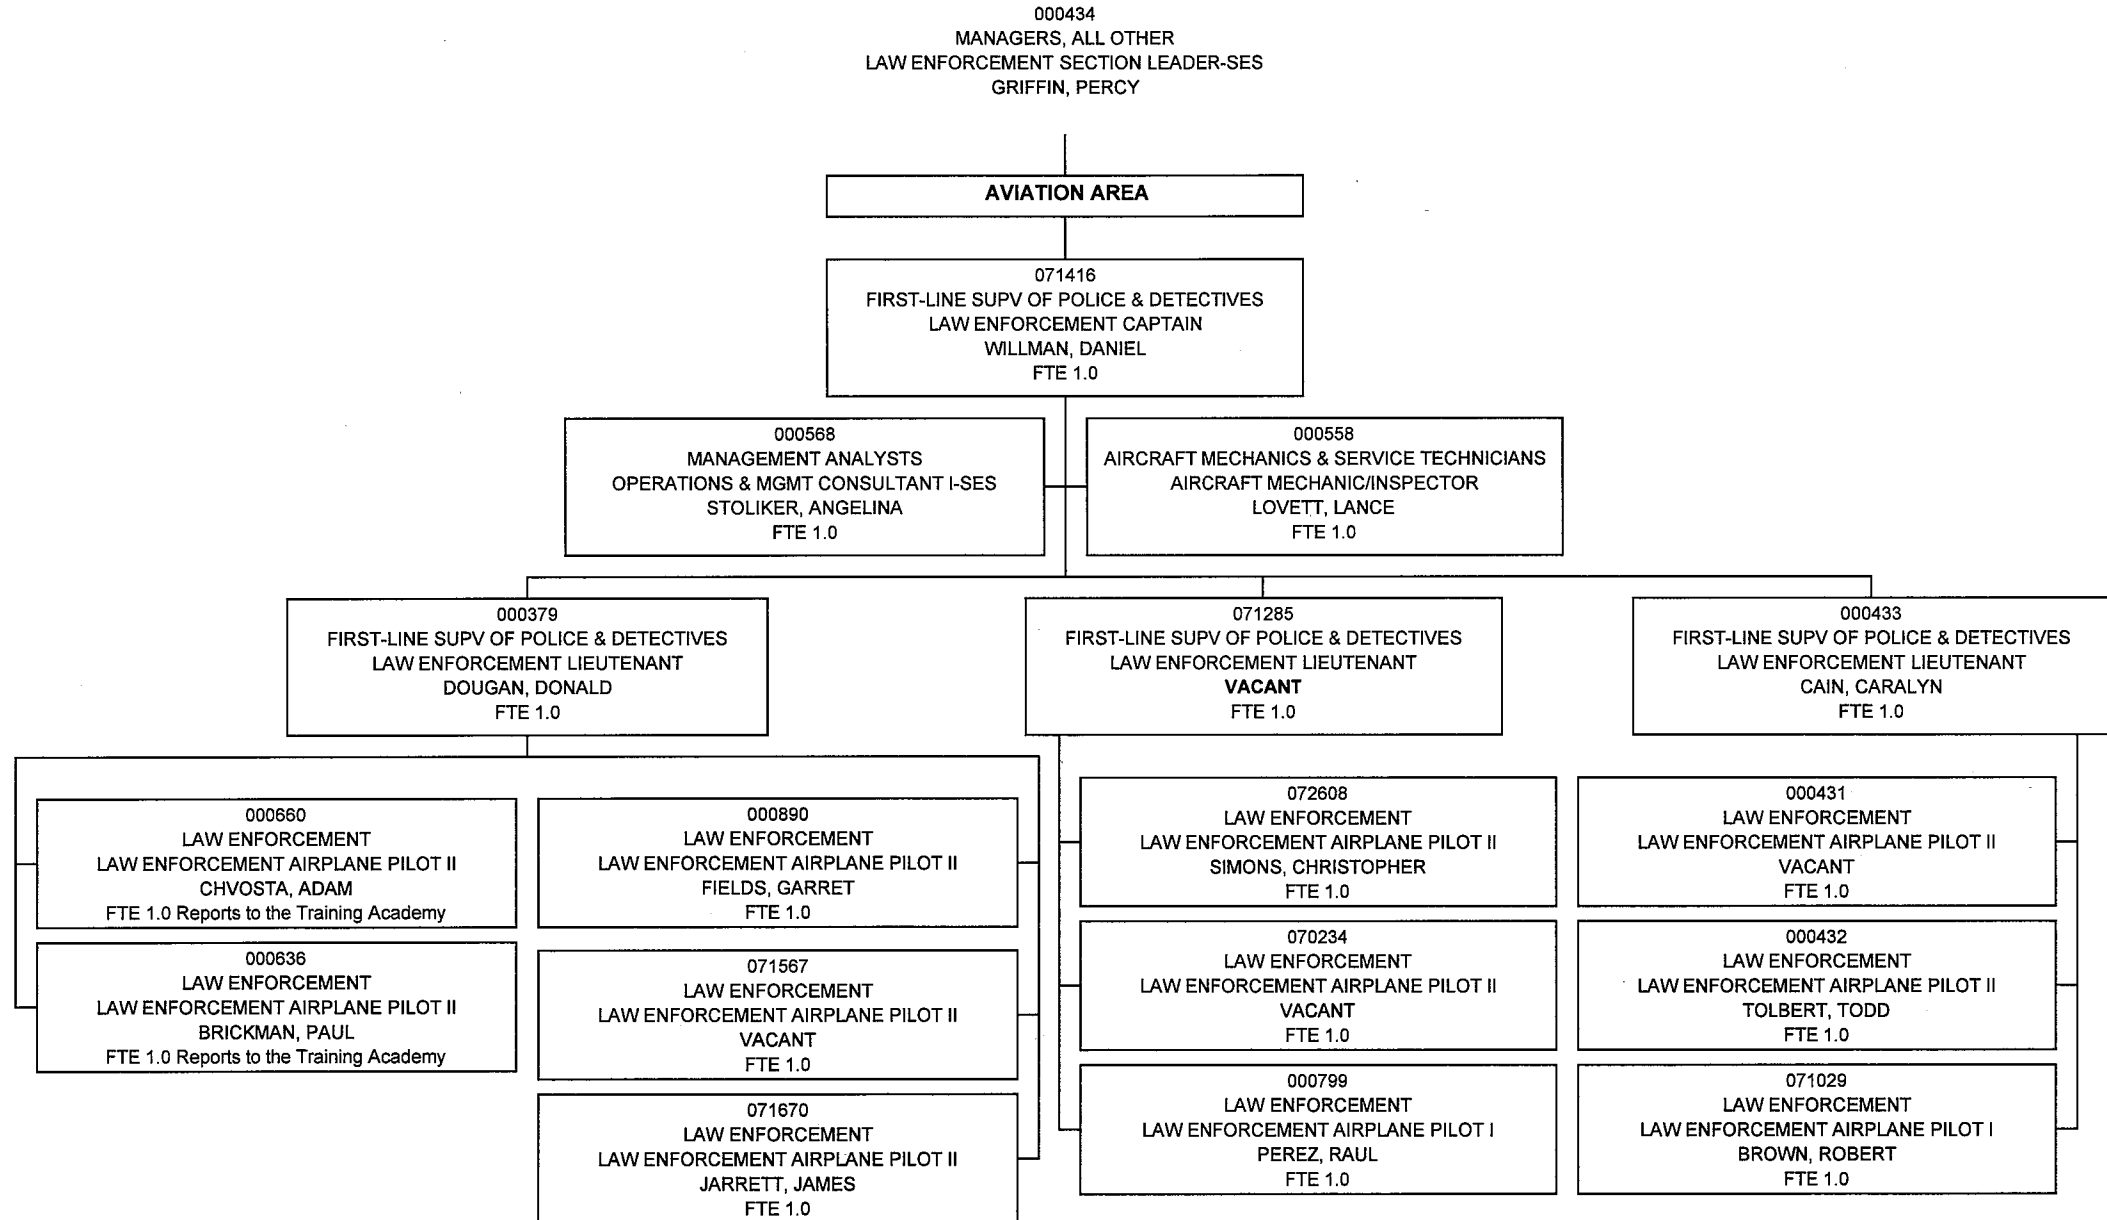 000434
MANAGERS, ALL OTHER
LAW ENFORCEMENT SECTION LEADER-SES
GRIFFIN, PERCY
AVIATION AREA
071416
FIRST-LINE SUPV OF POLICE & DETECTIVES
LAW ENFORCEMENT CAPTAIN
WILLMAN, DANIEL
FTE 1.0
000568
MANAGEMENT ANALYSTS
OPERATIONS & MGMT CONSULTANT I-SES
STOLIKER, ANGELINA
FTE 1.0
000558
AIRCRAFT MECHANICS & SERVICE TECHNICIANS
AIRCRAFT MECHANIC/INSPECTOR
LOVETT, LANCE
FTE 1.0
000379
FIRST-LINE SUPV OF POLICE & DETECTIVES
LAW ENFORCEMENT LIEUTENANT
DOUGAN, DONALD
FTE 1.0
071285
FIRST-LINE SUPV OF POLICE & DETECTIVES
LAW ENFORCEMENT LIEUTENANT
VACANT
FTE 1.0
000433
FIRST-LINE SUPV OF POLICE & DETECTIVES
LAW ENFORCEMENT LIEUTENANT
CAIN, CARALYN
FTE 1.0
000660
LAW ENFORCEMENT
LAW ENFORCEMENT AIRPLANE PILOT II
CHVOSTA, ADAM
FTE 1.0 Reports to the Training Academy
000636
LAW ENFORCEMENT
LAW ENFORCEMENT AIRPLANE PILOT II
BRICKMAN, PAUL
FTE 1.0 Reports to the Training Academy
000890
LAW ENFORCEMENT
LAW ENFORCEMENT AIRPLANE PILOT II
FIELDS, GARRET
FTE 1.0
071567
LAW ENFORCEMENT
LAW ENFORCEMENT AIRPLANE PILOT II
VACANT
FTE 1.0
071670
LAW ENFORCEMENT
LAW ENFORCEMENT AIRPLANE PILOT II
JARRETT, JAMES
FTE 1.0
072608
LAW ENFORCEMENT
LAW ENFORCEMENT AIRPLANE PILOT II
SIMONS, CHRISTOPHER
FTE 1.0
070234
LAW ENFORCEMENT
LAW ENFORCEMENT AIRPLANE PILOT II
VACANT
FTE 1.0
000799
LAW ENFORCEMENT
LAW ENFORCEMENT AIRPLANE PILOT I
PEREZ, RAUL
FTE 1.0
000431
LAW ENFORCEMENT
LAW ENFORCEMENT AIRPLANE PILOT II
VACANT
FTE 1.0
000432
LAW ENFORCEMENT
LAW ENFORCEMENT AIRPLANE PILOT II
TOLBERT, TODD
FTE 1.0
071029
LAW ENFORCEMENT
LAW ENFORCEMENT AIRPLANE PILOT I
BROWN, ROBERT
FTE 1.0